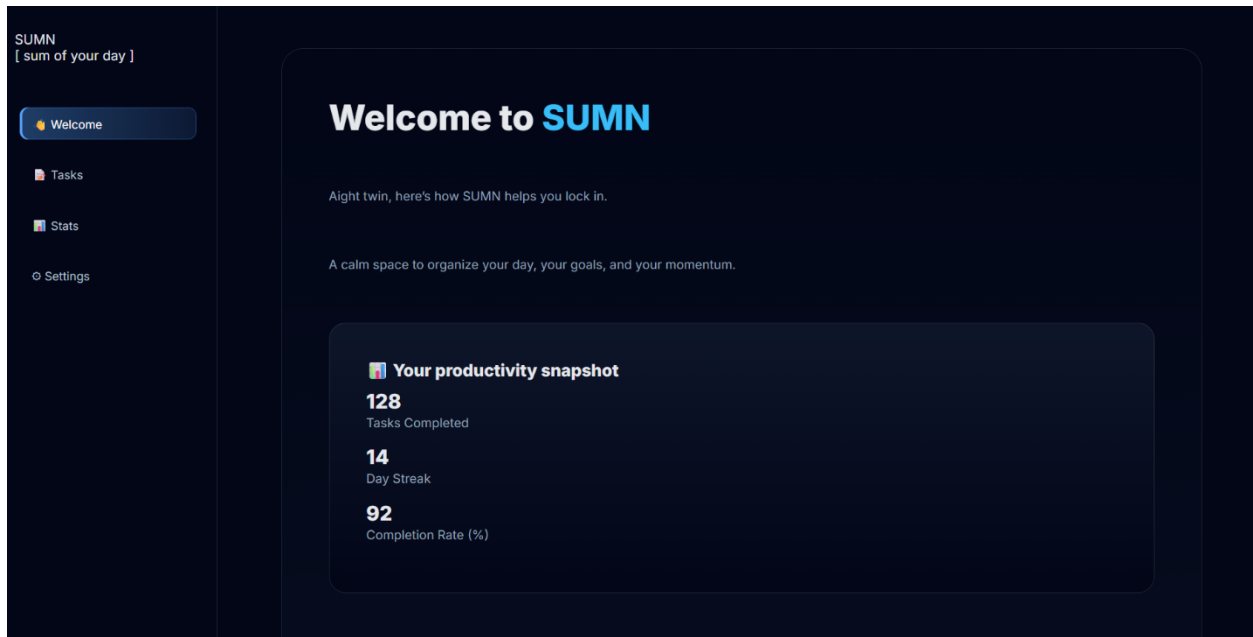 SUMN
[ sum of your day ]
👋 Welcome
📝 Tasks
📊 Stats
⚙ Settings
Welcome to SUMN
Aight twin, here’s how SUMN helps you lock in.
A calm space to organize your day, your goals, and your momentum.
📊 Your productivity snapshot
128
Tasks Completed
14
Day Streak
92
Completion Rate (%)